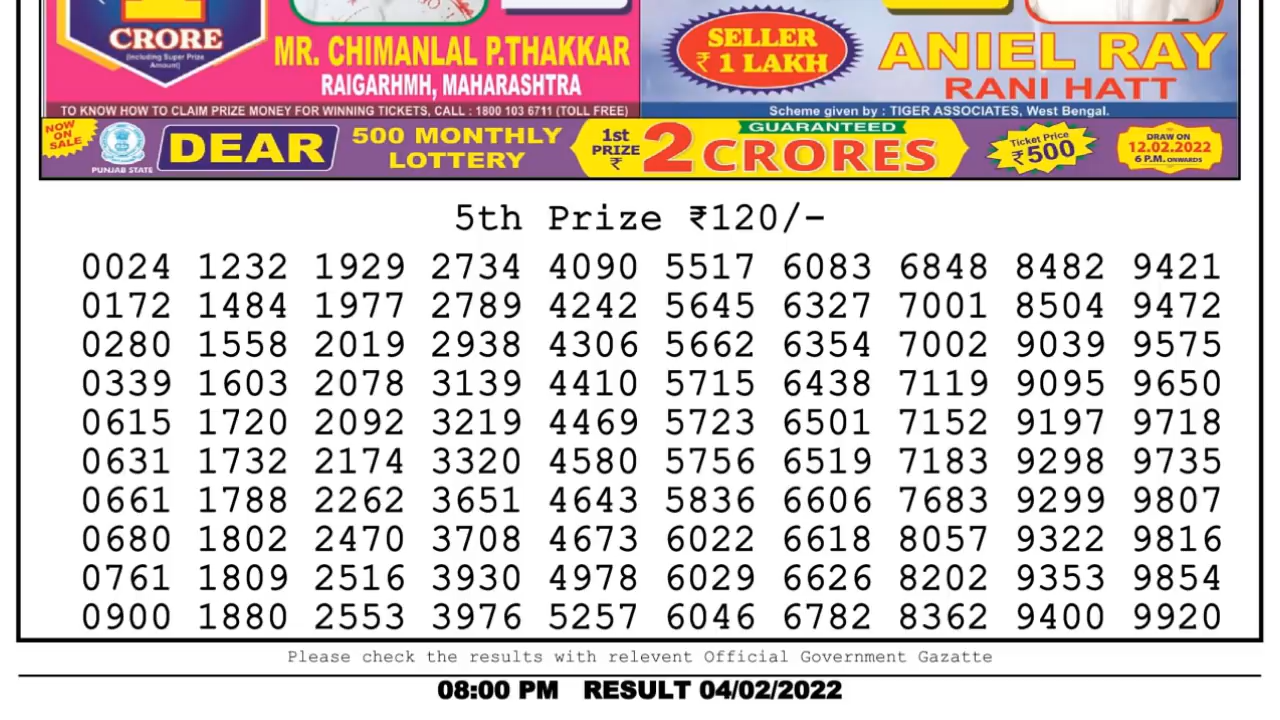 CRORE
(Including Super Prize Amount)
MR. CHIMANLAL P.THAKKAR
RAIGARHMH, MAHARASHTRA
SELLER
₹ 1 LAKH
ANIEL RAY
RANI HATT
TO KNOW HOW TO CLAIM PRIZE MONEY FOR WINNING TICKETS, CALL : 1800 103 6711 (TOLL FREE)
Scheme given by : TIGER ASSOCIATES, West Bengal.
NOW ON SALE
PUNJAB STATE
DEAR
500 MONTHLY
LOTTERY
1st
PRIZE
₹
GUARANTEED
2 CRORES
Ticket Price
₹500
DRAW ON
12.02.2022
6 P.M. ONWARDS
5th Prize ₹120/-
0024 1232 1929 2734 4090 5517 6083 6848 8482 9421
0172 1484 1977 2789 4242 5645 6327 7001 8504 9472
0280 1558 2019 2938 4306 5662 6354 7002 9039 9575
0339 1603 2078 3139 4410 5715 6438 7119 9095 9650
0615 1720 2092 3219 4469 5723 6501 7152 9197 9718
0631 1732 2174 3320 4580 5756 6519 7183 9298 9735
0661 1788 2262 3651 4643 5836 6606 7683 9299 9807
0680 1802 2470 3708 4673 6022 6618 8057 9322 9816
0761 1809 2516 3930 4978 6029 6626 8202 9353 9854
0900 1880 2553 3976 5257 6046 6782 8362 9400 9920
Please check the results with relevent Official Government Gazatte
08:00 PM RESULT 04/02/2022